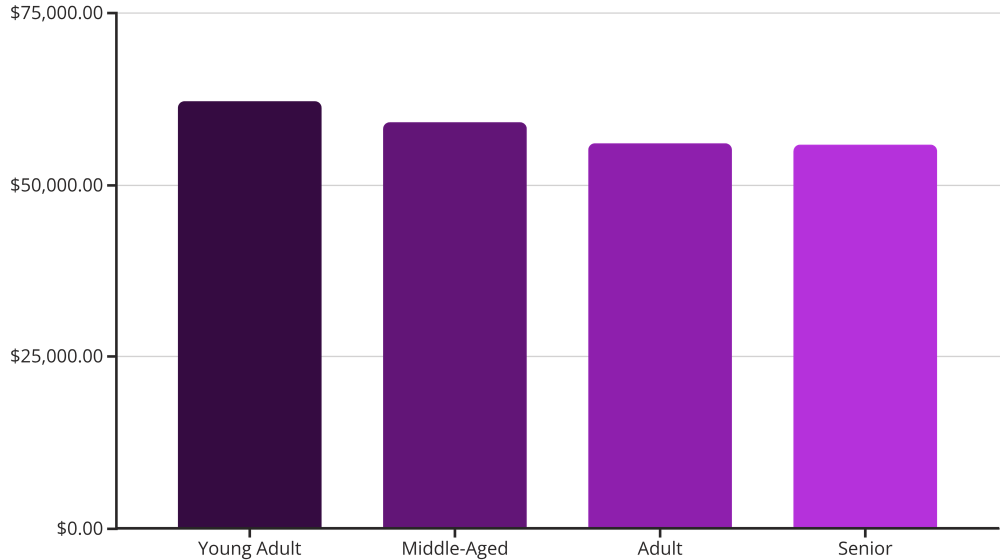 $75,000.00
$50,000.00
$25,000.00
$0.00
Young Adult
Middle-Aged
Adult
Senior